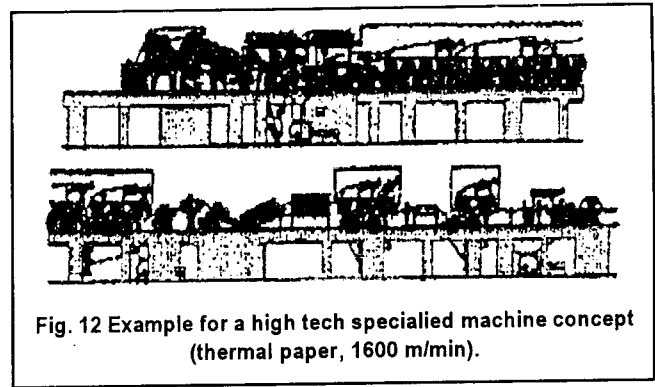 Fig. 12 Example for a high tech specialied machine concept
(thermal paper, 1600 m/min).